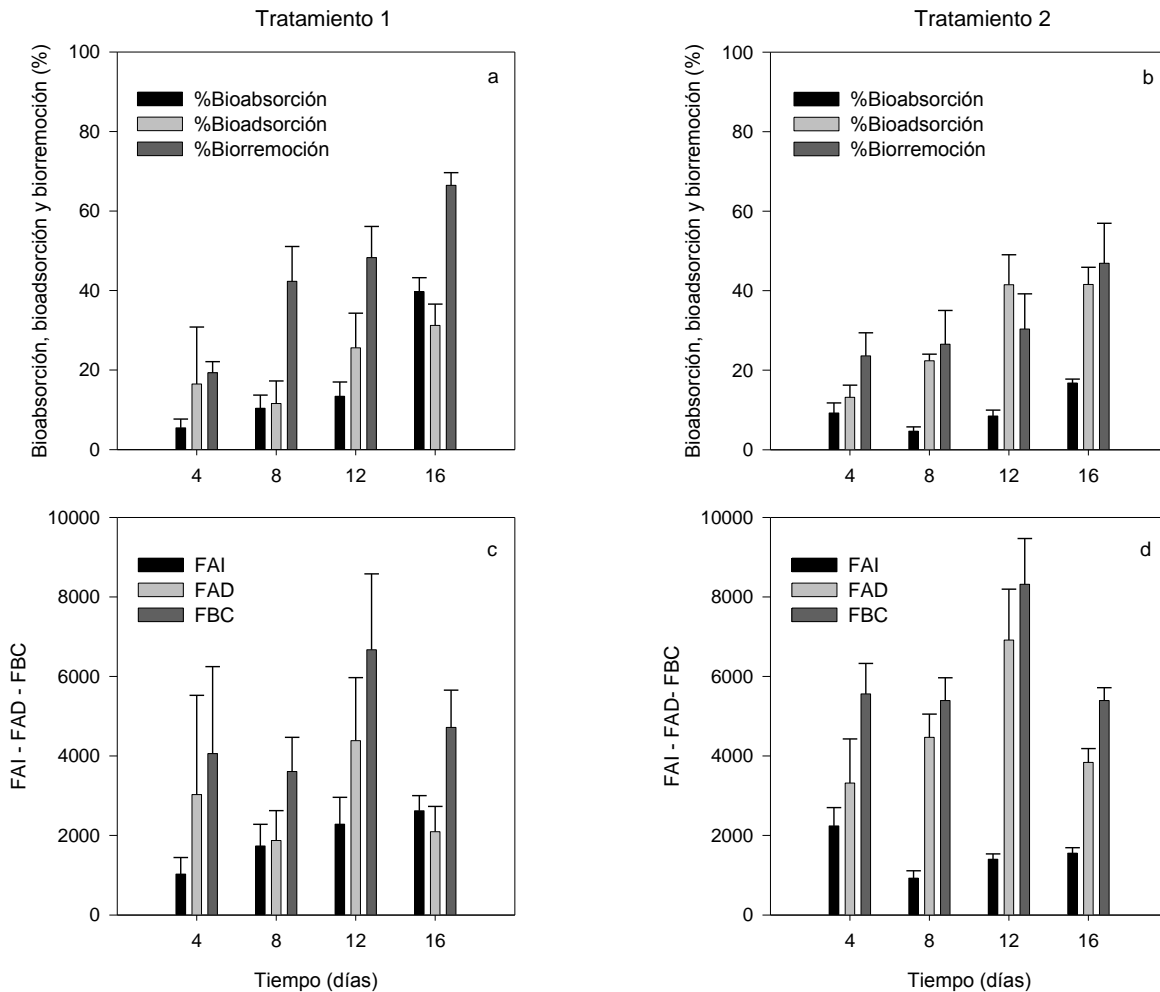 Tratamiento 1
Bioabsorción, bioadsorción y biorremoción (%)
100
80
60
40
20
0
a
%Bioabsorción
%Bioadsorción
%Biorremoción
4 8 12 16
Tratamiento 2
Bioabsorción, bioadsorción y biorremoción (%)
100
80
60
40
20
0
b
%Bioabsorción
%Bioadsorción
%Biorremoción
4 8 12 16
FAI - FAD - FBC
10000
8000
6000
4000
2000
0
c
FAI
FAD
FBC
4 8 12 16
Tiempo (días)
FAI - FAD- FBC
10000
8000
6000
4000
2000
0
d
FAI
FAD
FBC
4 8 12 16
Tiempo (días)